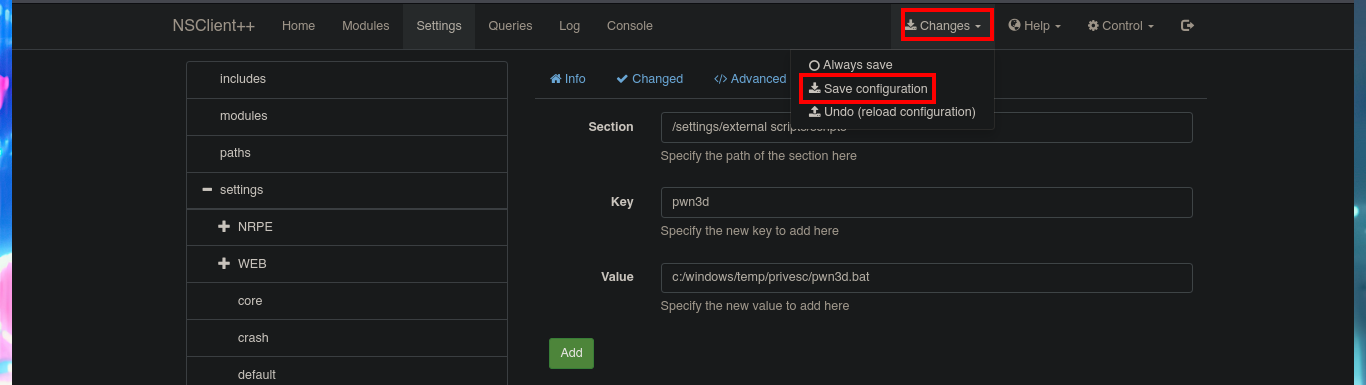 NSClient++ Home Modules Settings Queries Log Console Changes Help Control
Always save
Save configuration
Undo (reload configuration)
includes
modules
paths
settings
NRPE
WEB
core
crash
default
Info Changed Advanced
Section /settings/external scripts/scripts
Specify the path of the section here
Key pwn3d
Specify the new key to add here
Value c:/windows/temp/privesc/pwn3d.bat
Specify the new value to add here
Add